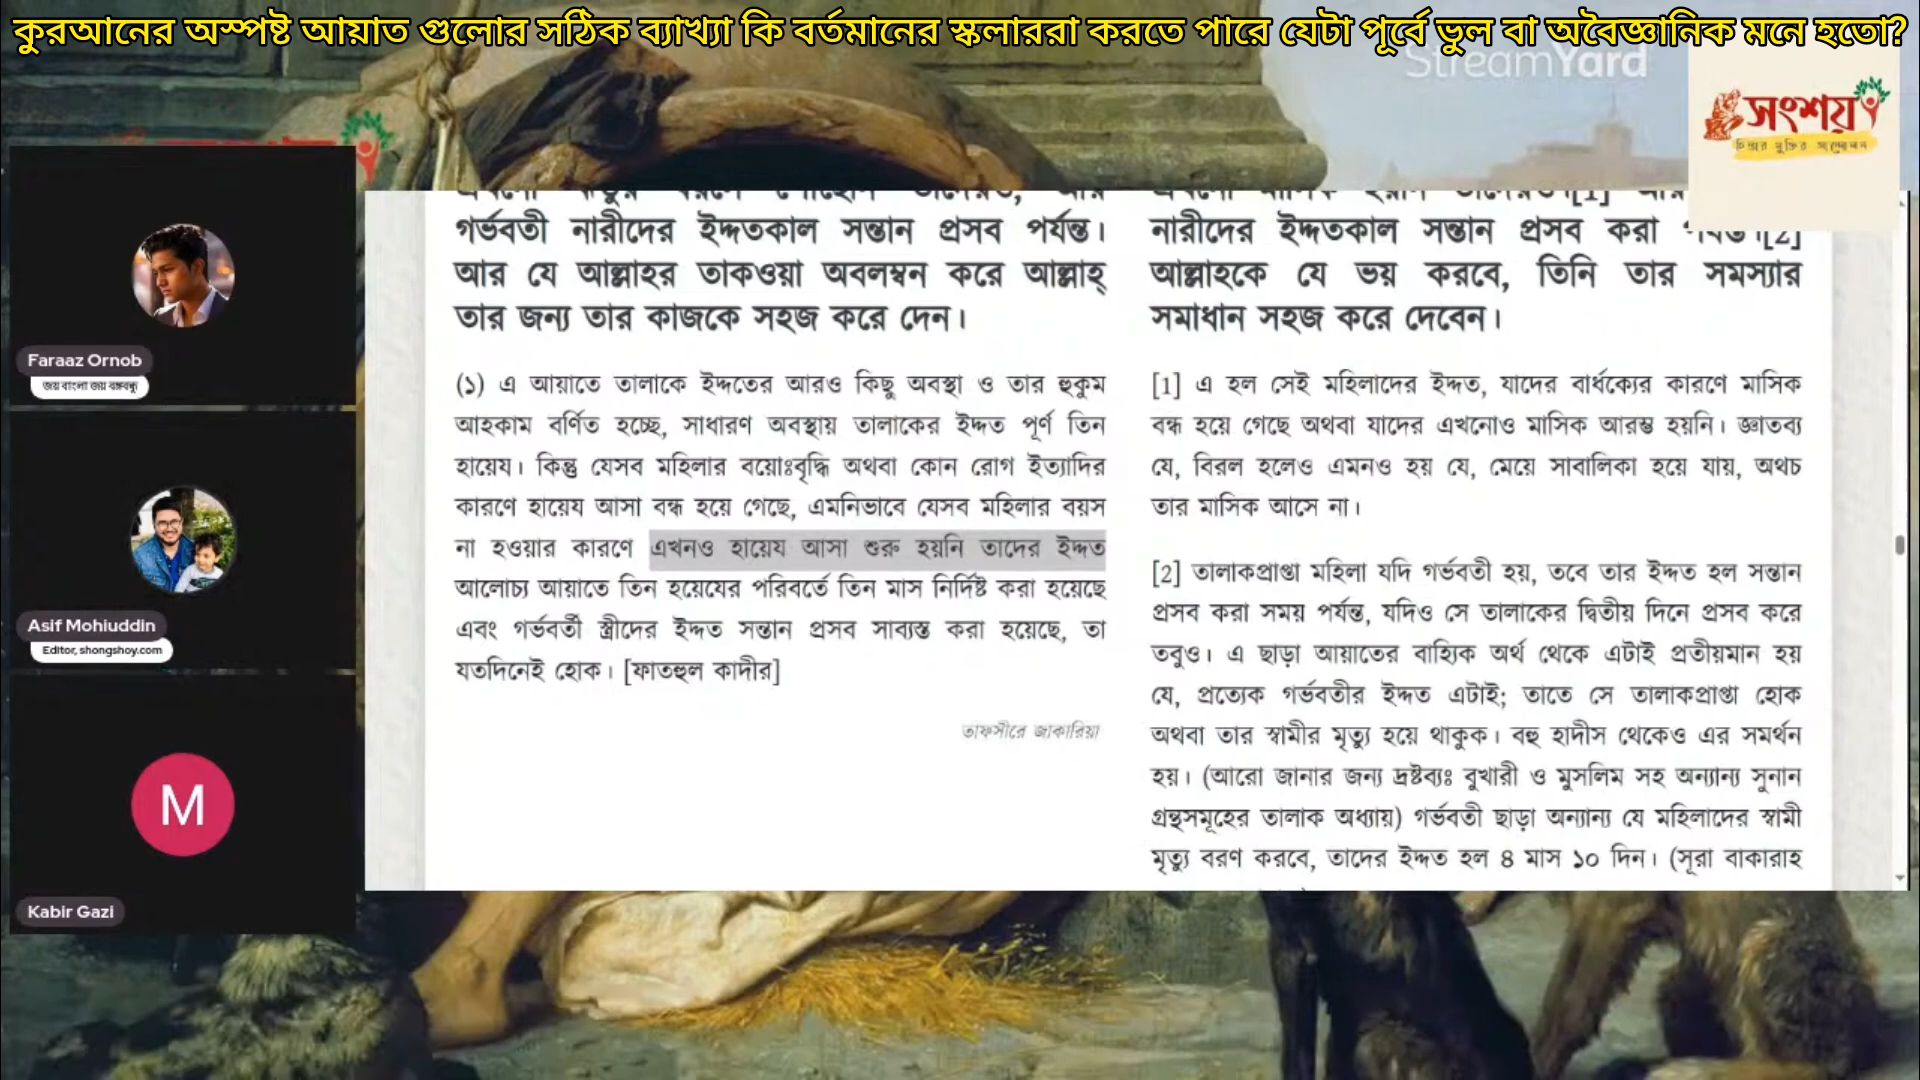 কুরআনের অস্পষ্ট আয়াত গুলোর সঠিক ব্যাখ্যা কি বর্তমানের স্কলাররা করতে পারে যেটা পূর্বে ভুল বা অবৈজ্ঞানিক মনে হতো?
StreamYard
সংশয়
চিন্তার মুক্তির আন্দোলন
Faraaz Ornob
জয় বাংলা জয় বঙ্গবন্ধু
Asif Mohiuddin
Editor, shongshoy.com
M
Kabir Gazi
গর্ভবতী নারীদের ইদ্দতকাল সন্তান প্রসব পর্যন্ত।
আর যে আল্লাহর তাকওয়া অবলম্বন করে আল্লাহ্
তার জন্য তার কাজকে সহজ করে দেন।
(১) এ আয়াতে তালাকে ইদ্দতের আরও কিছু অবস্থা ও তার হুকুম
আহকাম বর্ণিত হচ্ছে, সাধারণ অবস্থায় তালাকের ইদ্দত পূর্ণ তিন
হায়েয। কিন্তু যেসব মহিলার বয়োঃবৃদ্ধি অথবা কোন রোগ ইত্যাদির
কারণে হায়েয আসা বন্ধ হয়ে গেছে, এমনিভাবে যেসব মহিলার বয়স
না হওয়ার কারণে এখনও হায়েয আসা শুরু হয়নি তাদের ইদ্দত
আলোচ্য আয়াতে তিন হয়েযের পরিবর্তে তিন মাস নির্দিষ্ট করা হয়েছে
এবং গর্ভবর্তী স্ত্রীদের ইদ্দত সন্তান প্রসব সাব্যস্ত করা হয়েছে, তা
যতদিনেই হোক। [ফাতহুল কাদীর]
তাফসীরে জাকারিয়া
নারীদের ইদ্দতকাল সন্তান প্রসব করা [2]
আল্লাহকে যে ভয় করবে, তিনি তার সমস্যার
সমাধান সহজ করে দেবেন।
[1] এ হল সেই মহিলাদের ইদ্দত, যাদের বার্ধক্যের কারণে মাসিক
বন্ধ হয়ে গেছে অথবা যাদের এখনোও মাসিক আরম্ভ হয়নি। জ্ঞাতব্য
যে, বিরল হলেও এমনও হয় যে, মেয়ে সাবালিকা হয়ে যায়, অথচ
তার মাসিক আসে না।
[2] তালাকপ্রাপ্তা মহিলা যদি গর্ভবতী হয়, তবে তার ইদ্দত হল সন্তান
প্রসব করা সময় পর্যন্ত, যদিও সে তালাকের দ্বিতীয় দিনে প্রসব করে
তবুও। এ ছাড়া আয়াতের বাহ্যিক অর্থ থেকে এটাই প্রতীয়মান হয়
যে, প্রত্যেক গর্ভবতীর ইদ্দত এটাই; তাতে সে তালাকপ্রাপ্তা হোক
অথবা তার স্বামীর মৃত্যু হয়ে থাকুক। বহু হাদীস থেকেও এর সমর্থন
হয়। (আরো জানার জন্য দ্রষ্টব্যঃ বুখারী ও মুসলিম সহ অন্যান্য সুনান
গ্রন্থসমূহের তালাক অধ্যায়) গর্ভবতী ছাড়া অন্যান্য যে মহিলাদের স্বামী
মৃত্যু বরণ করবে, তাদের ইদ্দত হল ৪ মাস ১০ দিন। (সূরা বাকারাহ